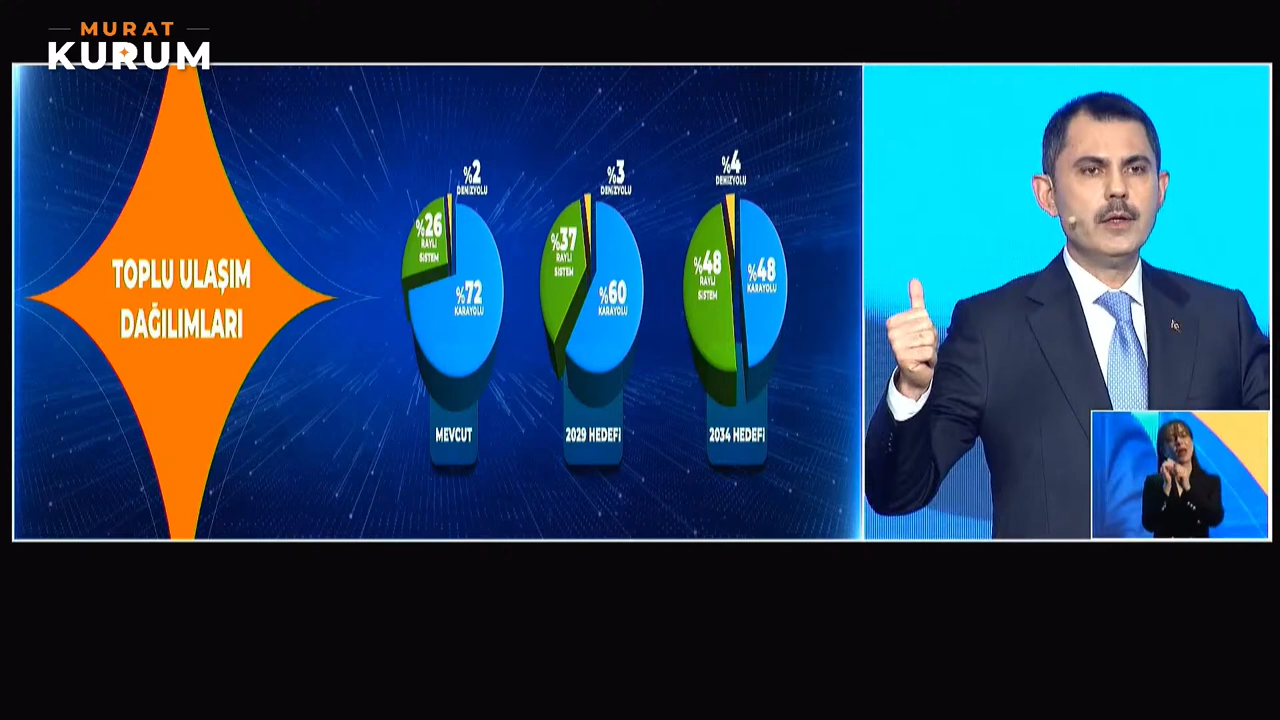 MURAT
KURUM
TOPLU ULAŞIM
DAĞILIMLARI
%2
DENİZYOLU
%26
RAYLI
SİSTEM
%72
KARAYOLU
MEVCUT
%3
DENİZYOLU
%37
RAYLI
SİSTEM
%60
KARAYOLU
2029 HEDEFİ
%4
DENİZYOLU
%48
RAYLI
SİSTEM
%48
KARAYOLU
2034 HEDEFİ